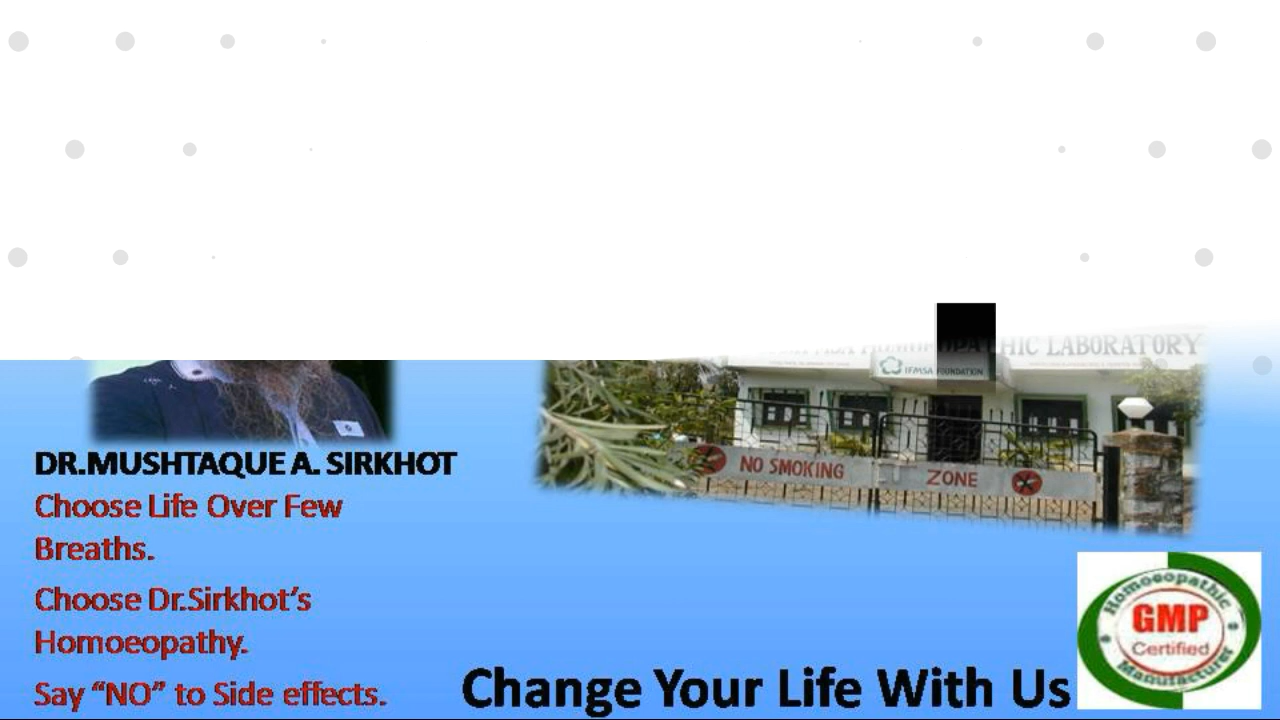 HIC LABORATORY
IFMSA FOUNDATION
NO SMOKING ZONE
DR.MUSHTAQUE A. SIRKHOT
Choose Life Over Few
Breaths.
Choose Dr.Sirkhot's
Homoeopathy.
Say “NO” to Side effects.
Change Your Life With Us
Homoeopathic
GMP
Certified
Manufacturer